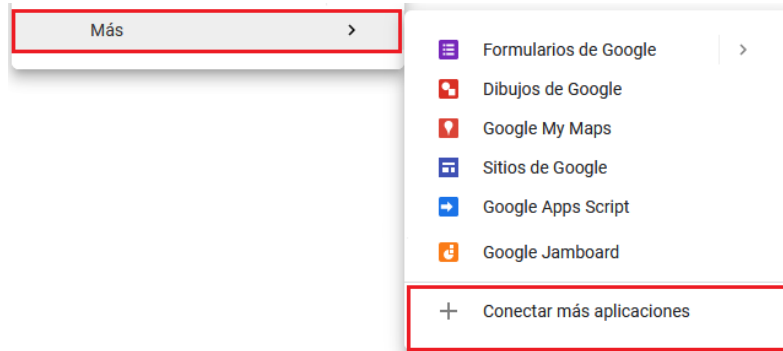 Más
Formularios de Google
Dibujos de Google
Google My Maps
Sitios de Google
Google Apps Script
Google Jamboard
Conectar más aplicaciones